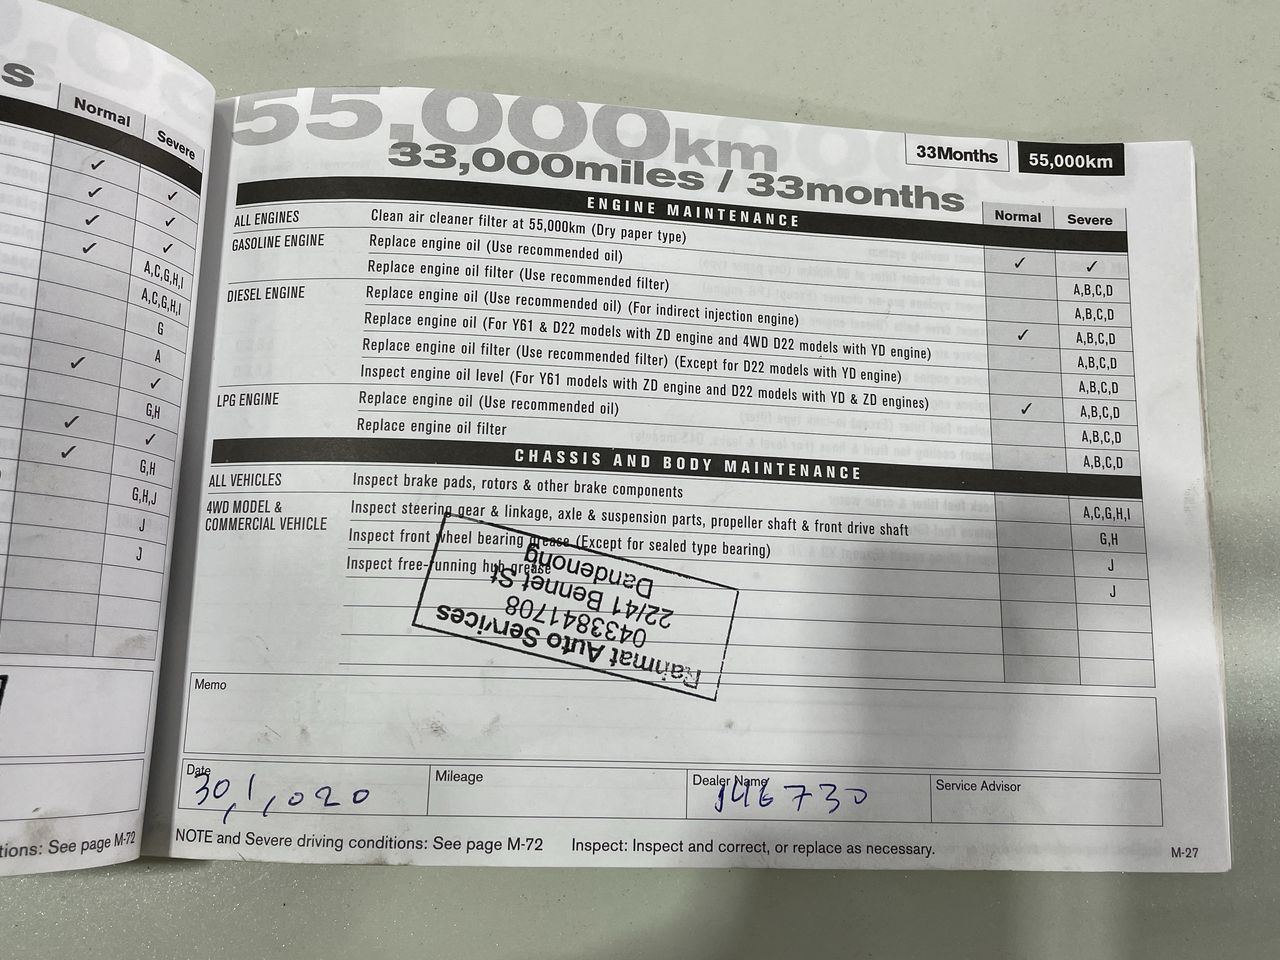 s
Normal
Severe
✓
✓ ✓
✓ ✓
✓ ✓
A,C,G,H,I
A,C,G,H,I
G
A
✓ ✓
G,H
✓ ✓
✓ G,H
G,H,J
J
J
tions: See page M-72
55,000km
33,000miles / 33months
33Months
55,000km
ENGINE MAINTENANCE
Normal
Severe
ALL ENGINES Clean air cleaner filter at 55,000km (Dry paper type)
GASOLINE ENGINE Replace engine oil (Use recommended oil) ✓ ✓
Replace engine oil filter (Use recommended filter) A,B,C,D
DIESEL ENGINE Replace engine oil (Use recommended oil) (For indirect injection engine) A,B,C,D
Replace engine oil (For Y61 & D22 models with ZD engine and 4WD D22 models with YD engine) ✓ A,B,C,D
Replace engine oil filter (Use recommended filter) (Except for D22 models with YD engine) A,B,C,D
Inspect engine oil level (For Y61 models with ZD engine and D22 models with YD & ZD engines) A,B,C,D
LPG ENGINE Replace engine oil (Use recommended oil) ✓ A,B,C,D
Replace engine oil filter A,B,C,D
A,B,C,D
CHASSIS AND BODY MAINTENANCE
ALL VEHICLES Inspect brake pads, rotors & other brake components
4WD MODEL & COMMERCIAL VEHICLE Inspect steering gear & linkage, axle & suspension parts, propeller shaft & front drive shaft A,C,G,H,I
Inspect front wheel bearing grease (Except for sealed type bearing) G,H
Inspect free-running hub grease J
J
Rahmat Auto Services
0433841708
22/41 Bennet St
Dandenong
Memo
Date
30,1,020
Mileage
Dealer Name
146730
Service Advisor
NOTE and Severe driving conditions: See page M-72 Inspect: Inspect and correct, or replace as necessary.
M-27